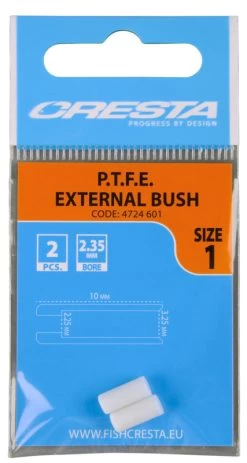 CRESTA
PROGRESS BY DESIGN
P.T.F.E.
EXTERNAL BUSH
CODE: 4724 601
SIZE
1
2
PCS.
2.35
MM
BORE
10 MM
2.25 MM
3.25 MM
WWW.FISHCRESTA.EU